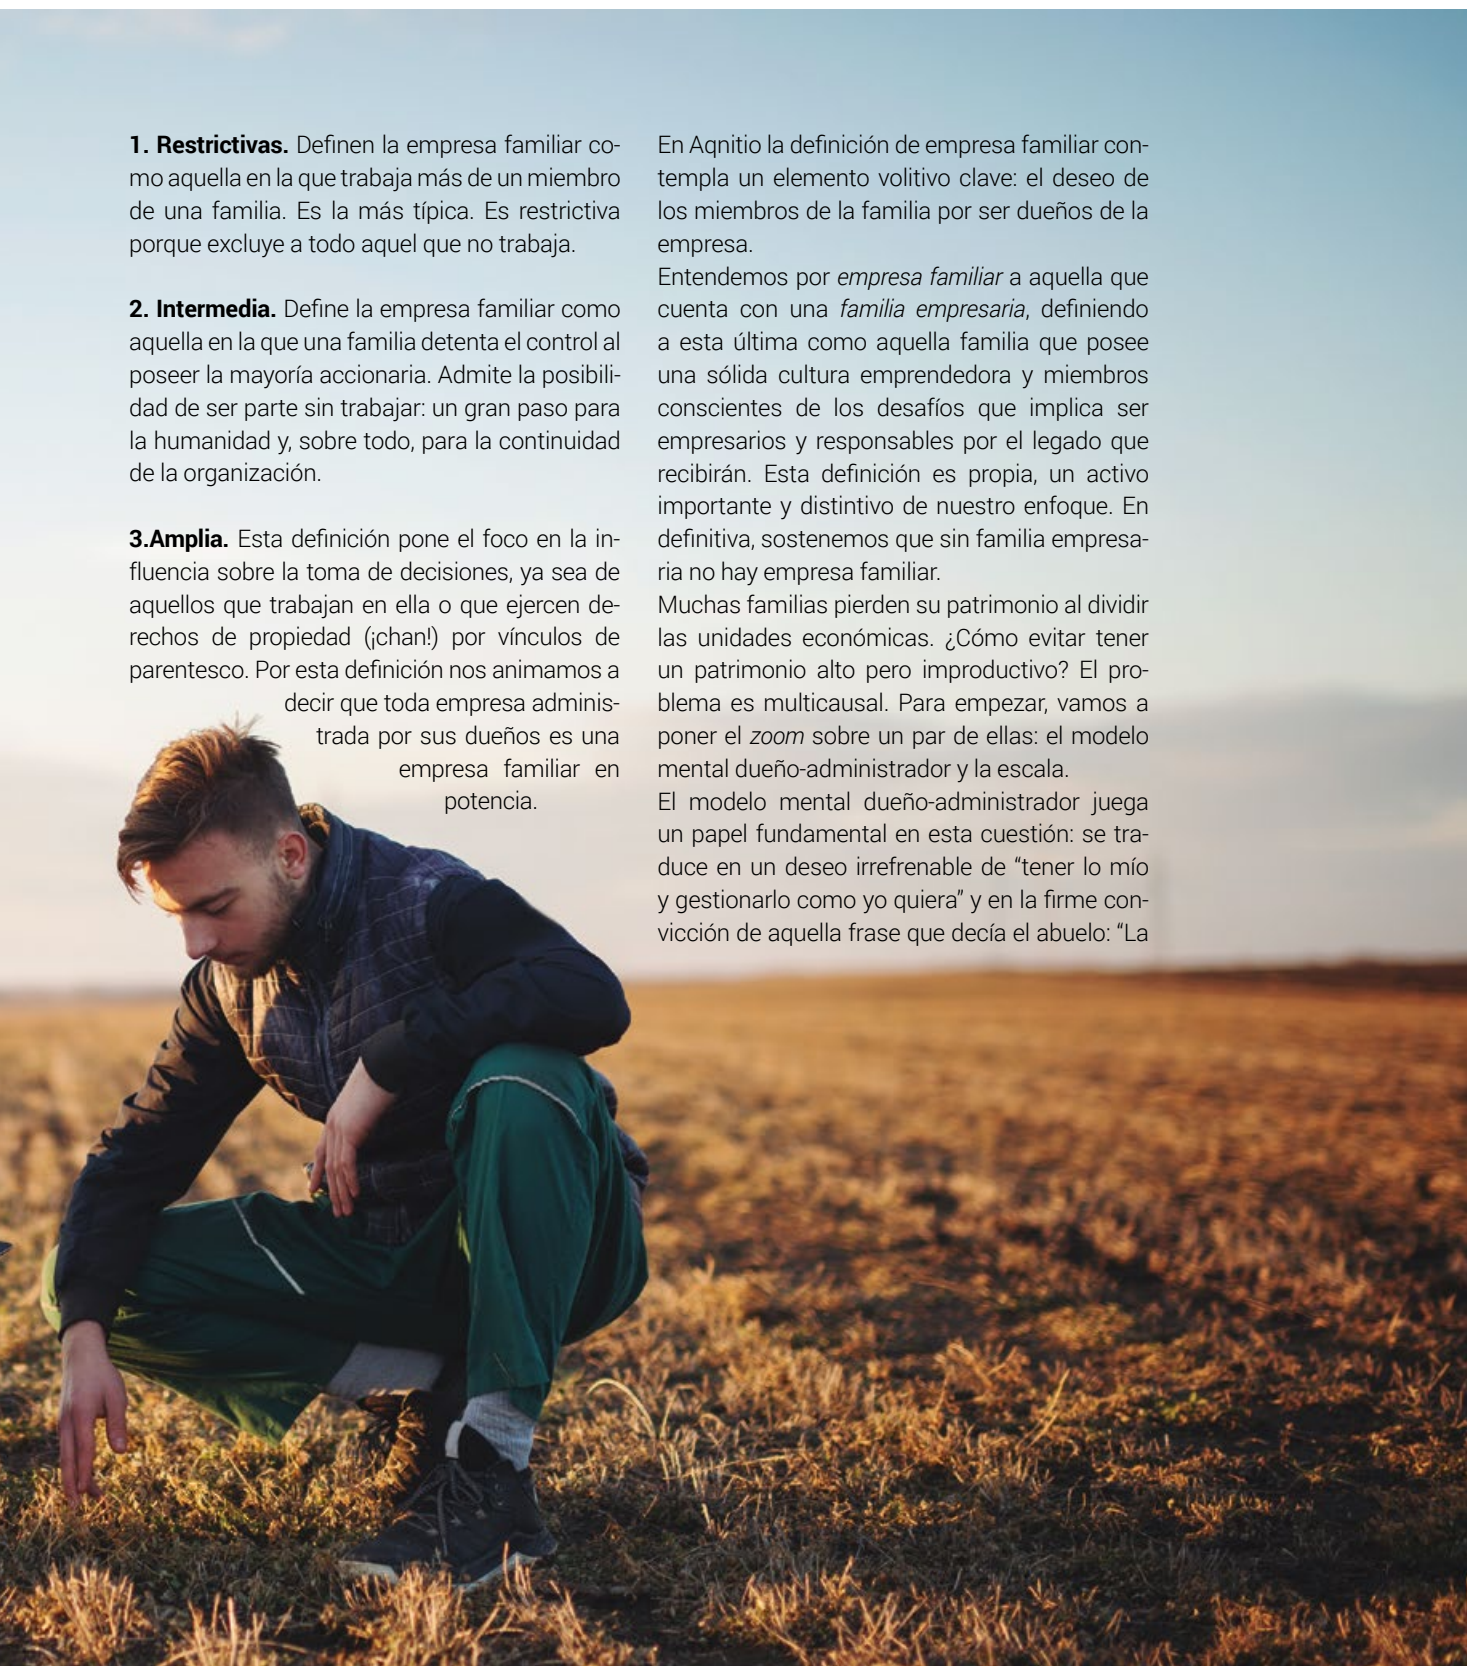 1. Restrictivas. Definen la empresa familiar co-
mo aquella en la que trabaja más de un miembro
de una familia. Es la más típica. Es restrictiva
porque excluye a todo aquel que no trabaja.
2. Intermedia. Define la empresa familiar como
aquella en la que una familia detenta el control al
poseer la mayoría accionaria. Admite la posibili-
dad de ser parte sin trabajar: un gran paso para
la humanidad y, sobre todo, para la continuidad
de la organización.
3.Amplia. Esta definición pone el foco en la in-
fluencia sobre la toma de decisiones, ya sea de
aquellos que trabajan en ella o que ejercen de-
rechos de propiedad (¡chan!) por vínculos de
parentesco. Por esta definición nos animamos a
decir que toda empresa adminis-
trada por sus dueños es una
empresa familiar en
potencia.
En Aqnitio la definición de empresa familiar con-
templa un elemento volitivo clave: el deseo de
los miembros de la familia por ser dueños de la
empresa.
Entendemos por empresa familiar a aquella que
cuenta con una familia empresaria, definiendo
a esta última como aquella familia que posee
una sólida cultura emprendedora y miembros
conscientes de los desafíos que implica ser
empresarios y responsables por el legado que
recibirán. Esta definición es propia, un activo
importante y distintivo de nuestro enfoque. En
definitiva, sostenemos que sin familia empresa-
ria no hay empresa familiar.
Muchas familias pierden su patrimonio al dividir
las unidades económicas. ¿Cómo evitar tener
un patrimonio alto pero improductivo? El pro-
blema es multicausal. Para empezar, vamos a
poner el zoom sobre un par de ellas: el modelo
mental dueño-administrador y la escala.
El modelo mental dueño-administrador juega
un papel fundamental en esta cuestión: se tra-
duce en un deseo irrefrenable de “tener lo mío
y gestionarlo como yo quiera” y en la firme con-
vicción de aquella frase que decía el abuelo: “La